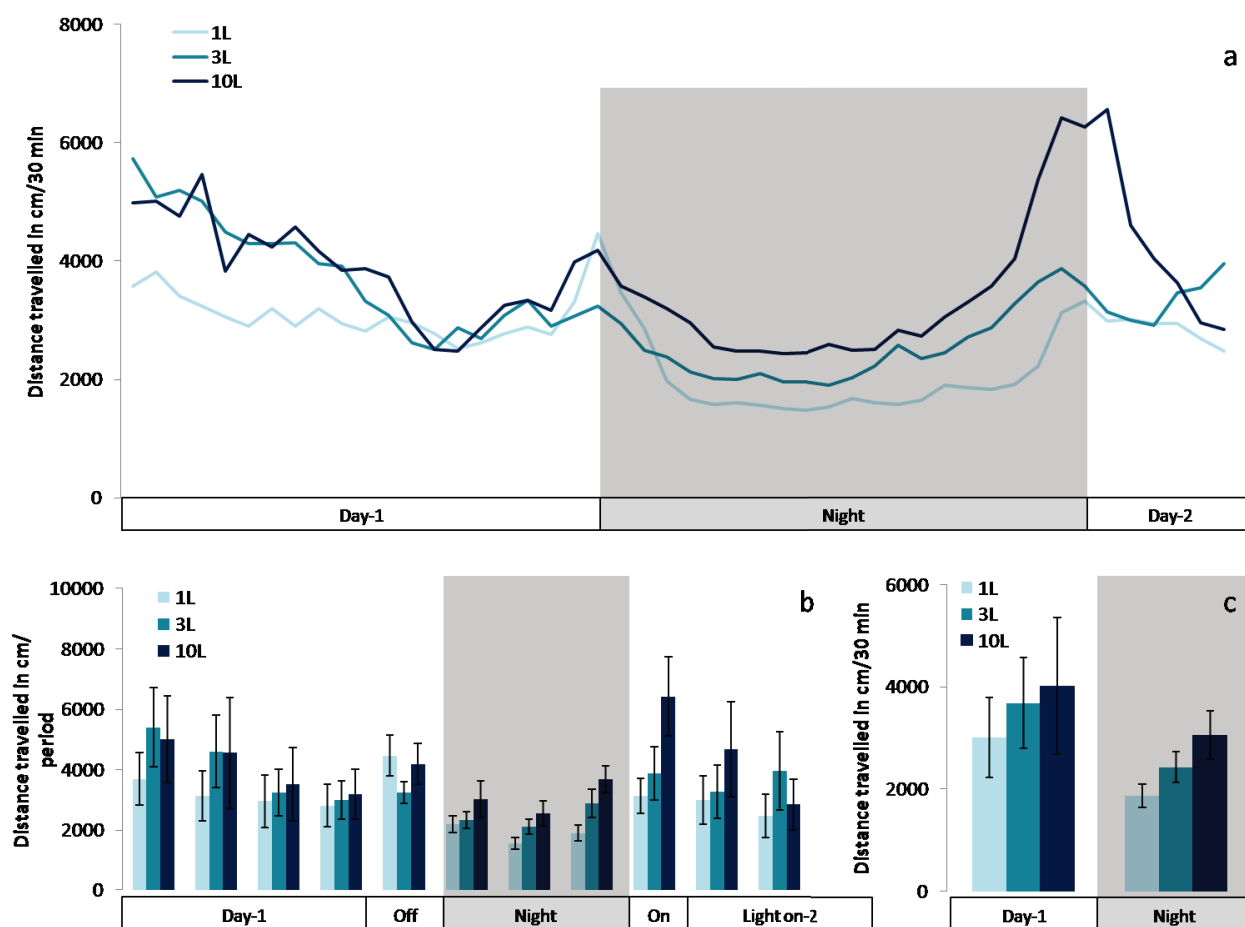 8000
6000
4000
2000
0
Distance travelled in cm/30 min
1L
3L
10L
a
Day-1
Night
Day-2
10000
8000
6000
4000
2000
0
Distance travelled in cm/
period
1L
3L
10L
b
Day-1
Off
Night
On
Light on-2
6000
4000
2000
0
Distance travelled in cm/30 min
1L
3L
10L
c
Day-1
Night